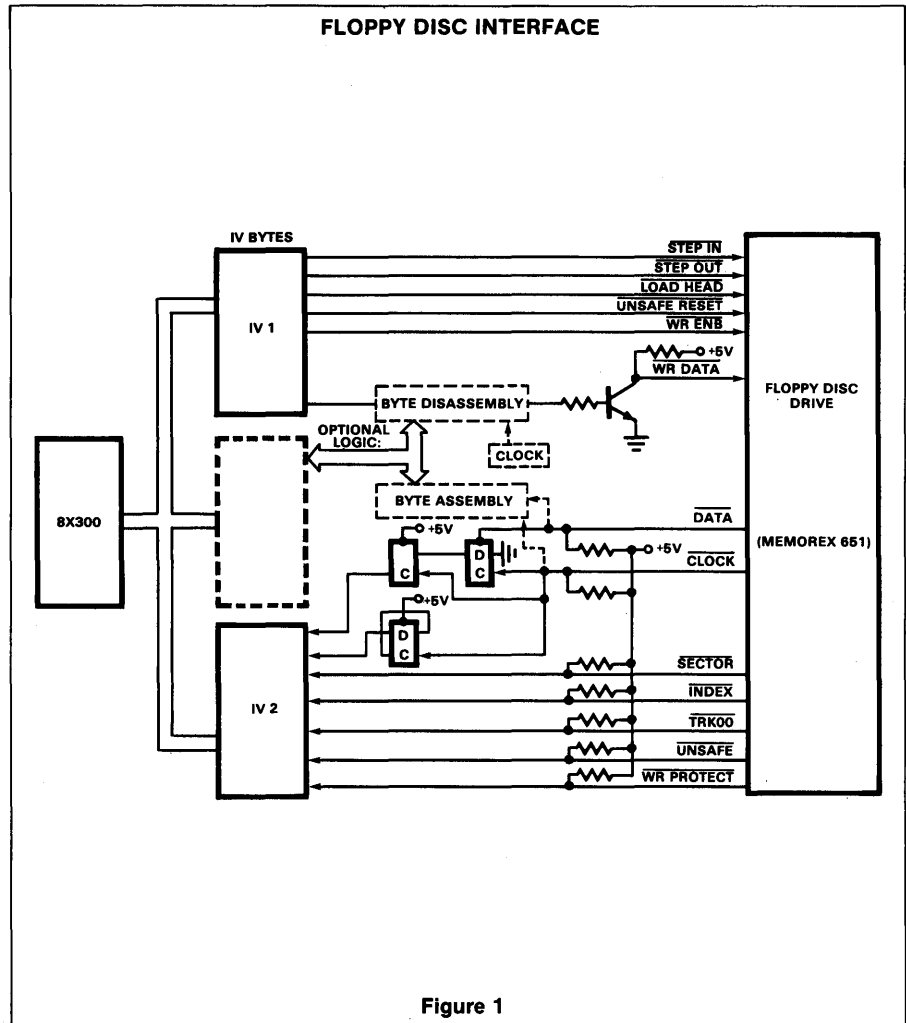 FLOPPY DISC INTERFACE
IV BYTES
IV 1
STEP IN
STEP OUT
LOAD HEAD
UNSAFE RESET
WR ENB
+5V
WR DATA
FLOPPY DISC
DRIVE
(MEMOREX 651)
BYTE DISASSEMBLY
OPTIONAL
LOGIC:
CLOCK
BYTE ASSEMBLY
8X300
+5V
D
C
C
DATA
+5V
CLOCK
+5V
D
C
IV 2
SECTOR
INDEX
TRK00
UNSAFE
WR PROTECT
Figure 1